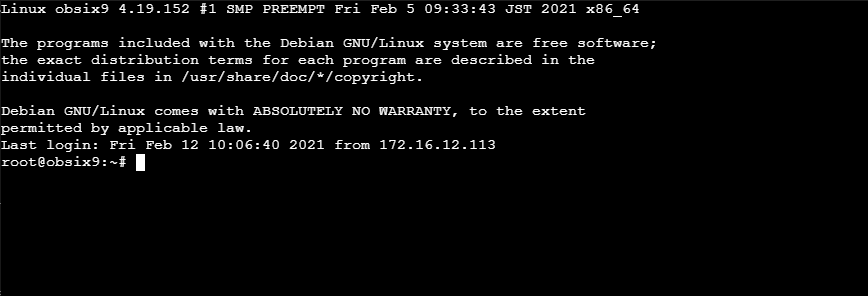 Linux obsix9 4.19.152 #1 SMP PREEMPT Fri Feb 5 09:33:43 JST 2021 x86_64
The programs included with the Debian GNU/Linux system are free software;
the exact distribution terms for each program are described in the
individual files in /usr/share/doc/*/copyright.
Debian GNU/Linux comes with ABSOLUTELY NO WARRANTY, to the extent
permitted by applicable law.
Last login: Fri Feb 12 10:06:40 2021 from 172.16.12.113
root@obsix9:~#